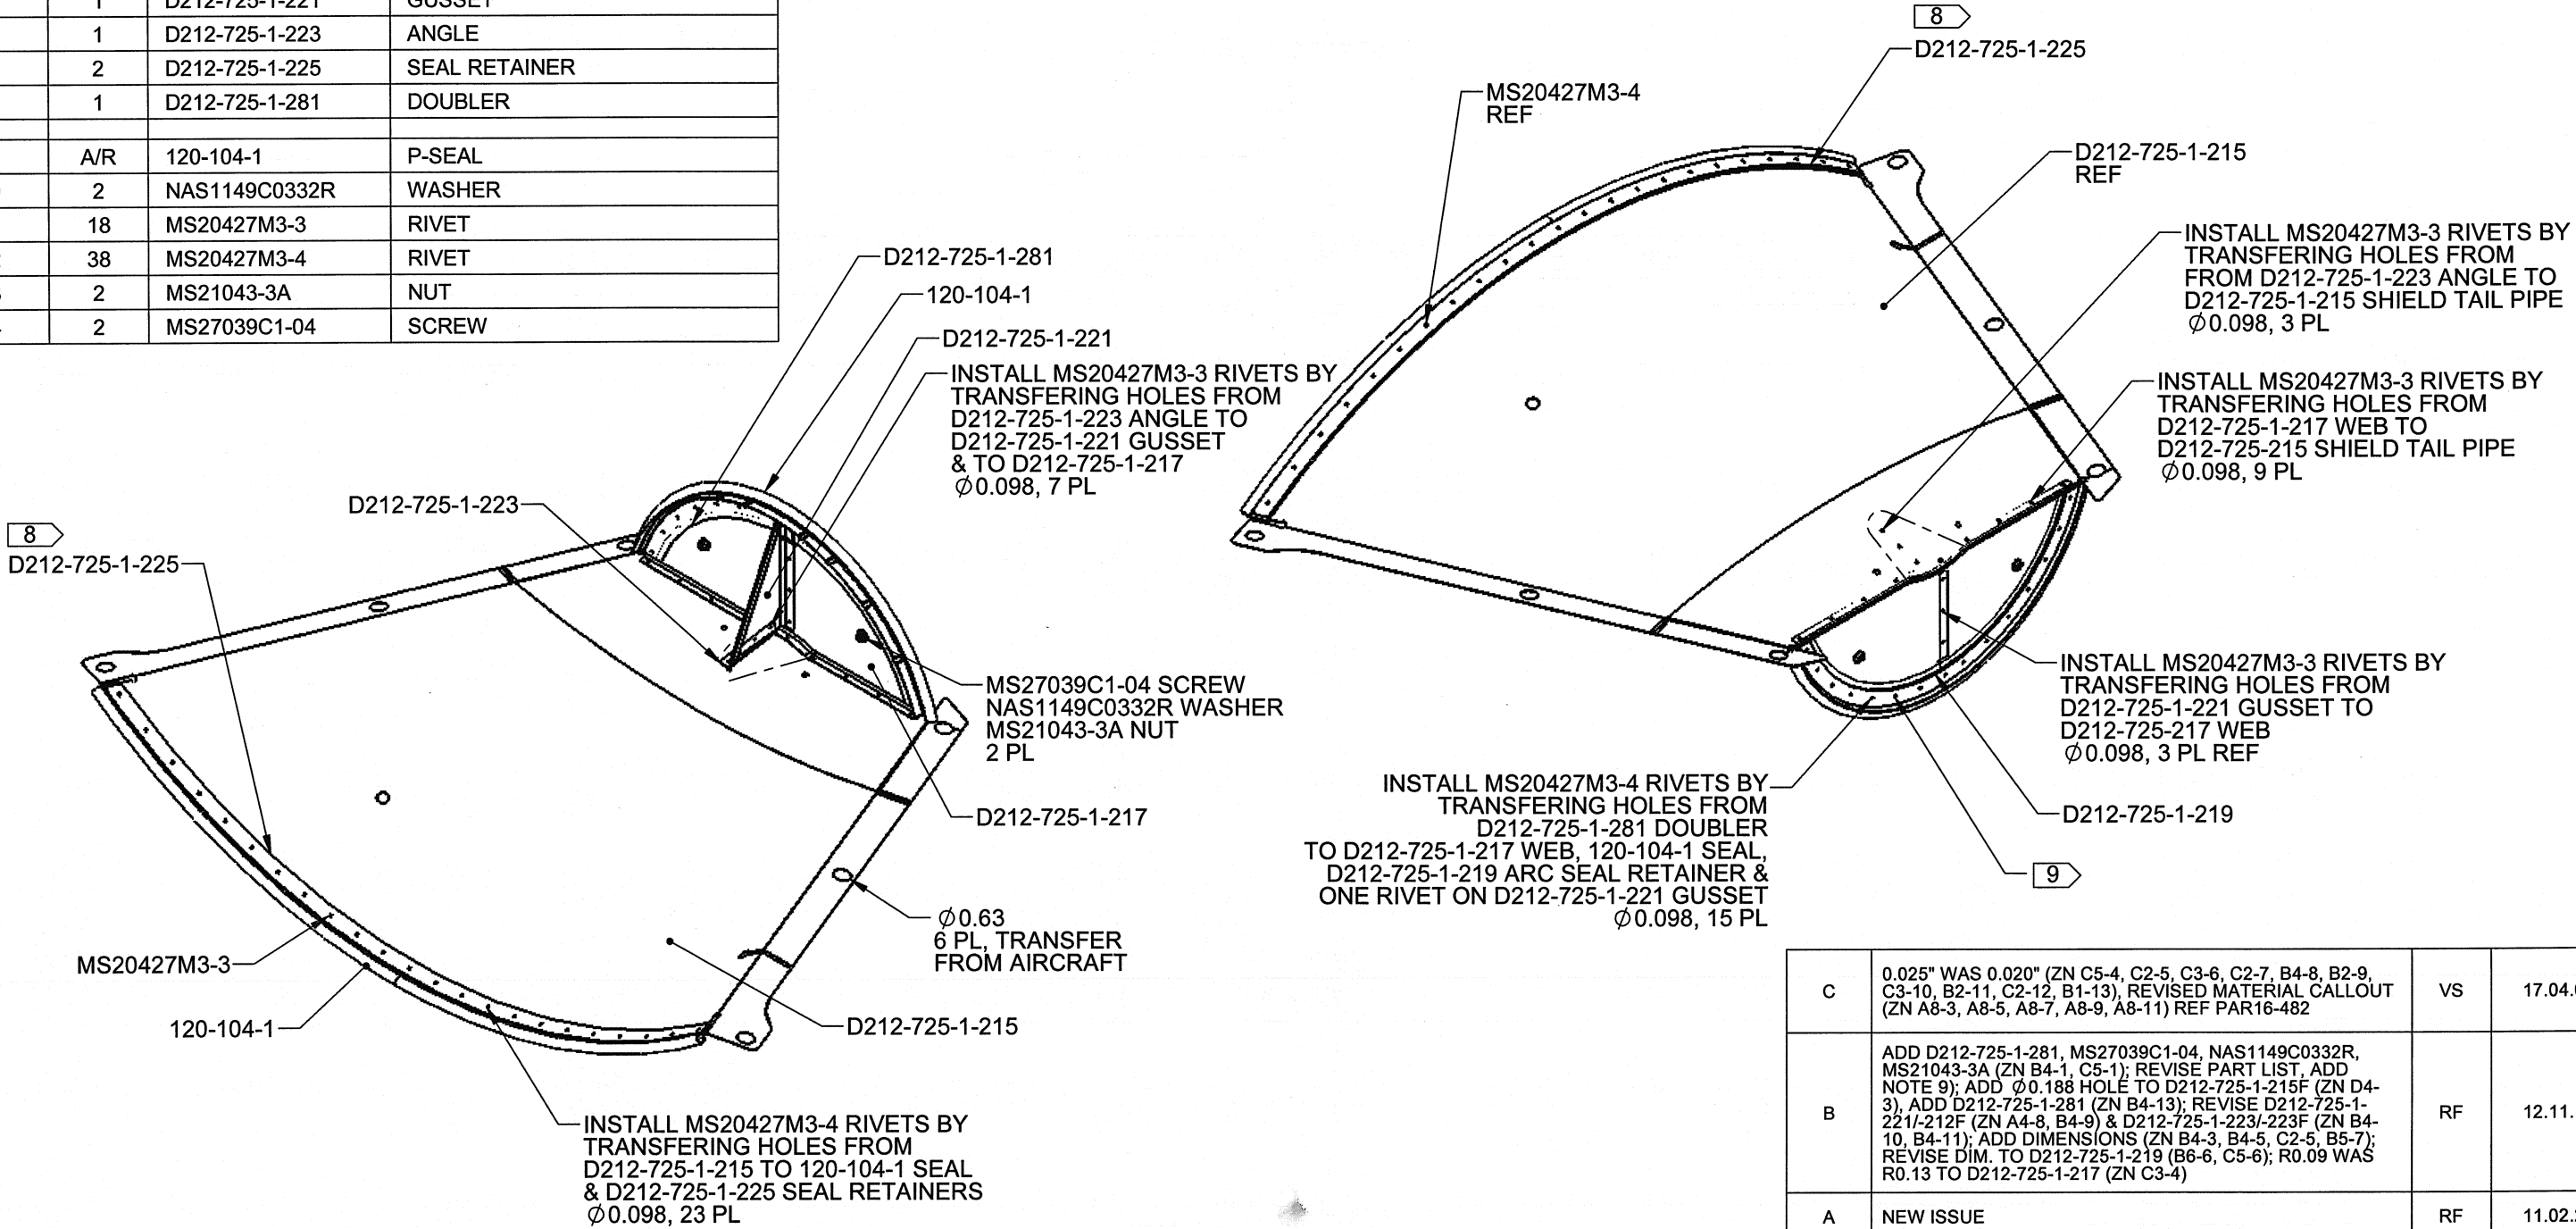 1 D212-725-1-221 GUSSET
1 D212-725-1-223 ANGLE
2 D212-725-1-225 SEAL RETAINER
1 D212-725-1-281 DOUBLER
A/R 120-104-1 P-SEAL
2 NAS1149C0332R WASHER
18 MS20427M3-3 RIVET
38 MS20427M3-4 RIVET
2 MS21043-3A NUT
2 MS27039C1-04 SCREW
8
D212-725-1-225
MS20427M3-4
REF
D212-725-1-215
REF
INSTALL MS20427M3-3 RIVETS BY
TRANSFERING HOLES FROM
FROM D212-725-1-223 ANGLE TO
D212-725-1-215 SHIELD TAIL PIPE
∅0.098, 3 PL
INSTALL MS20427M3-3 RIVETS BY
TRANSFERING HOLES FROM
D212-725-1-217 WEB TO
D212-725-215 SHIELD TAIL PIPE
∅0.098, 9 PL
D212-725-1-281
120-104-1
D212-725-1-221
INSTALL MS20427M3-3 RIVETS BY
TRANSFERING HOLES FROM
D212-725-1-223 ANGLE TO
D212-725-1-221 GUSSET
& TO D212-725-1-217
∅0.098, 7 PL
D212-725-1-223
8
D212-725-1-225
MS27039C1-04 SCREW
NAS1149C0332R WASHER
MS21043-3A NUT
2 PL
D212-725-1-217
∅0.63
6 PL, TRANSFER
FROM AIRCRAFT
MS20427M3-3
120-104-1
D212-725-1-215
INSTALL MS20427M3-4 RIVETS BY
TRANSFERING HOLES FROM
D212-725-1-215 TO 120-104-1 SEAL
& D212-725-1-225 SEAL RETAINERS
∅0.098, 23 PL
INSTALL MS20427M3-3 RIVETS BY
TRANSFERING HOLES FROM
D212-725-1-221 GUSSET TO
D212-725-217 WEB
∅0.098, 3 PL REF
D212-725-1-219
9
INSTALL MS20427M3-4 RIVETS BY
TRANSFERING HOLES FROM
D212-725-1-281 DOUBLER
TO D212-725-1-217 WEB, 120-104-1 SEAL,
D212-725-1-219 ARC SEAL RETAINER &
ONE RIVET ON D212-725-1-221 GUSSET
∅0.098, 15 PL
C 0.025" WAS 0.020" (ZN C5-4, C2-5, C3-6, C2-7, B4-8, B2-9, VS 17.04.
C3-10, B2-11, C2-12, B1-13), REVISED MATERIAL CALLOUT
(ZN A8-3, A8-5, A8-7, A8-9, A8-11) REF PAR16-482
B ADD D212-725-1-281, MS27039C1-04, NAS1149C0332R, RF 12.11.
MS21043-3A (ZN B4-1, C5-1); REVISE PART LIST, ADD
NOTE 9); ADD ∅0.188 HOLE TO D212-725-1-215F (ZN D4-
3), ADD D212-725-1-281 (ZN B4-13); REVISE D212-725-1-
221/-212F (ZN A4-8, B4-9) & D212-725-1-223/-223F (ZN B4-
10, B4-11); ADD DIMENSIONS (ZN B4-3, B4-5, C2-5, B5-7);
REVISE DIM. TO D212-725-1-219 (B6-6, C5-6); R0.09 WAS
R0.13 TO D212-725-1-217 (ZN C3-4)
A NEW ISSUE RF 11.02.